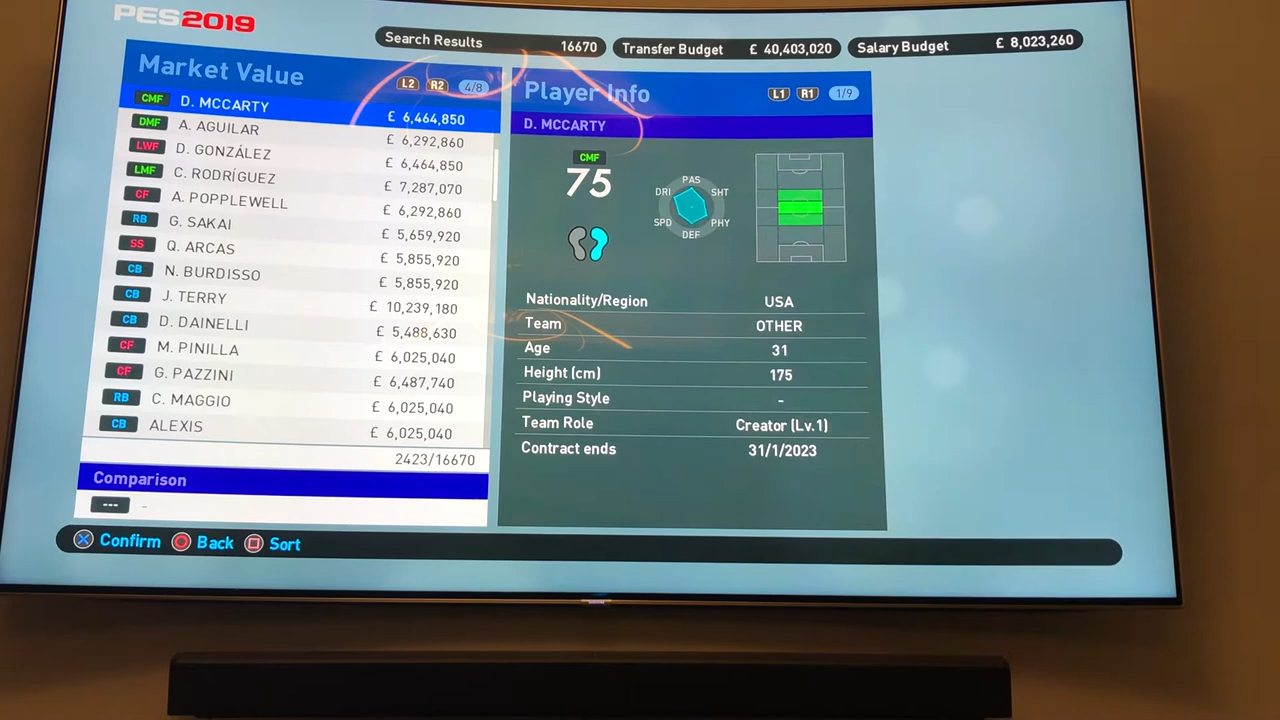 PES2019
Search Results 16670
Transfer Budget £ 40,403,020
Salary Budget £ 8,023,260
Market Value L2 R2 4/8
CMF D. MCCARTY £ 6,464,850
DMF A. AGUILAR £ 6,292,860
LWF D. GONZÁLEZ £ 6,464,850
LMF C. RODRÍGUEZ £ 7,287,070
CF A. POPPLEWELL £ 6,292,860
RB G. SAKAI £ 5,659,920
SS Q. ARCAS £ 5,855,920
CB N. BURDISSO £ 5,855,920
CB J. TERRY £ 10,239,180
CB D. DAINELLI £ 5,488,630
CF M. PINILLA £ 6,025,040
CF G. PAZZINI £ 6,487,740
RB C. MAGGIO £ 6,025,040
CB ALEXIS £ 6,025,040
2423/16670
Comparison
--- -
Player Info L1 R1 1/9
D. MCCARTY
CMF
75
PAS
DRI SHT
SPD PHY
DEF
Nationality/Region USA
Team OTHER
Age 31
Height (cm) 175
Playing Style -
Team Role Creator (Lv.1)
Contract ends 31/1/2023
Confirm Back Sort